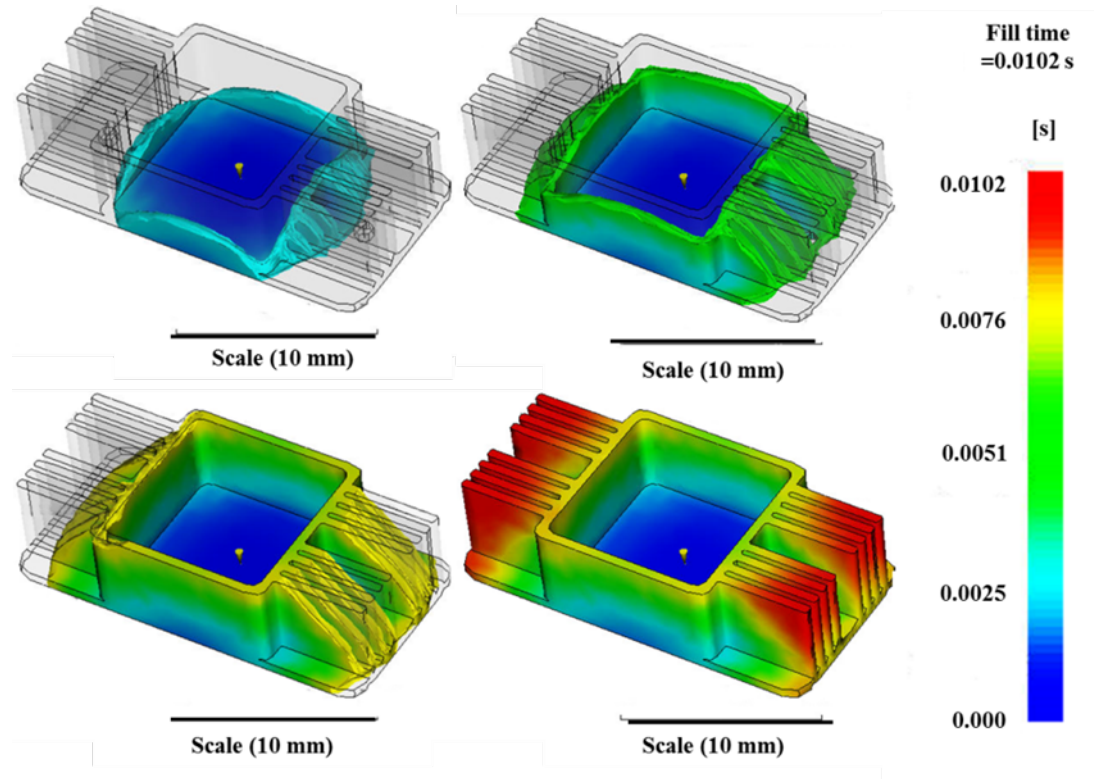 Fill time
=0.0102 s
[s]
0.0102
0.0076
0.0051
0.0025
0.000
Scale (10 mm)
Scale (10 mm)
Scale (10 mm)
Scale (10 mm)